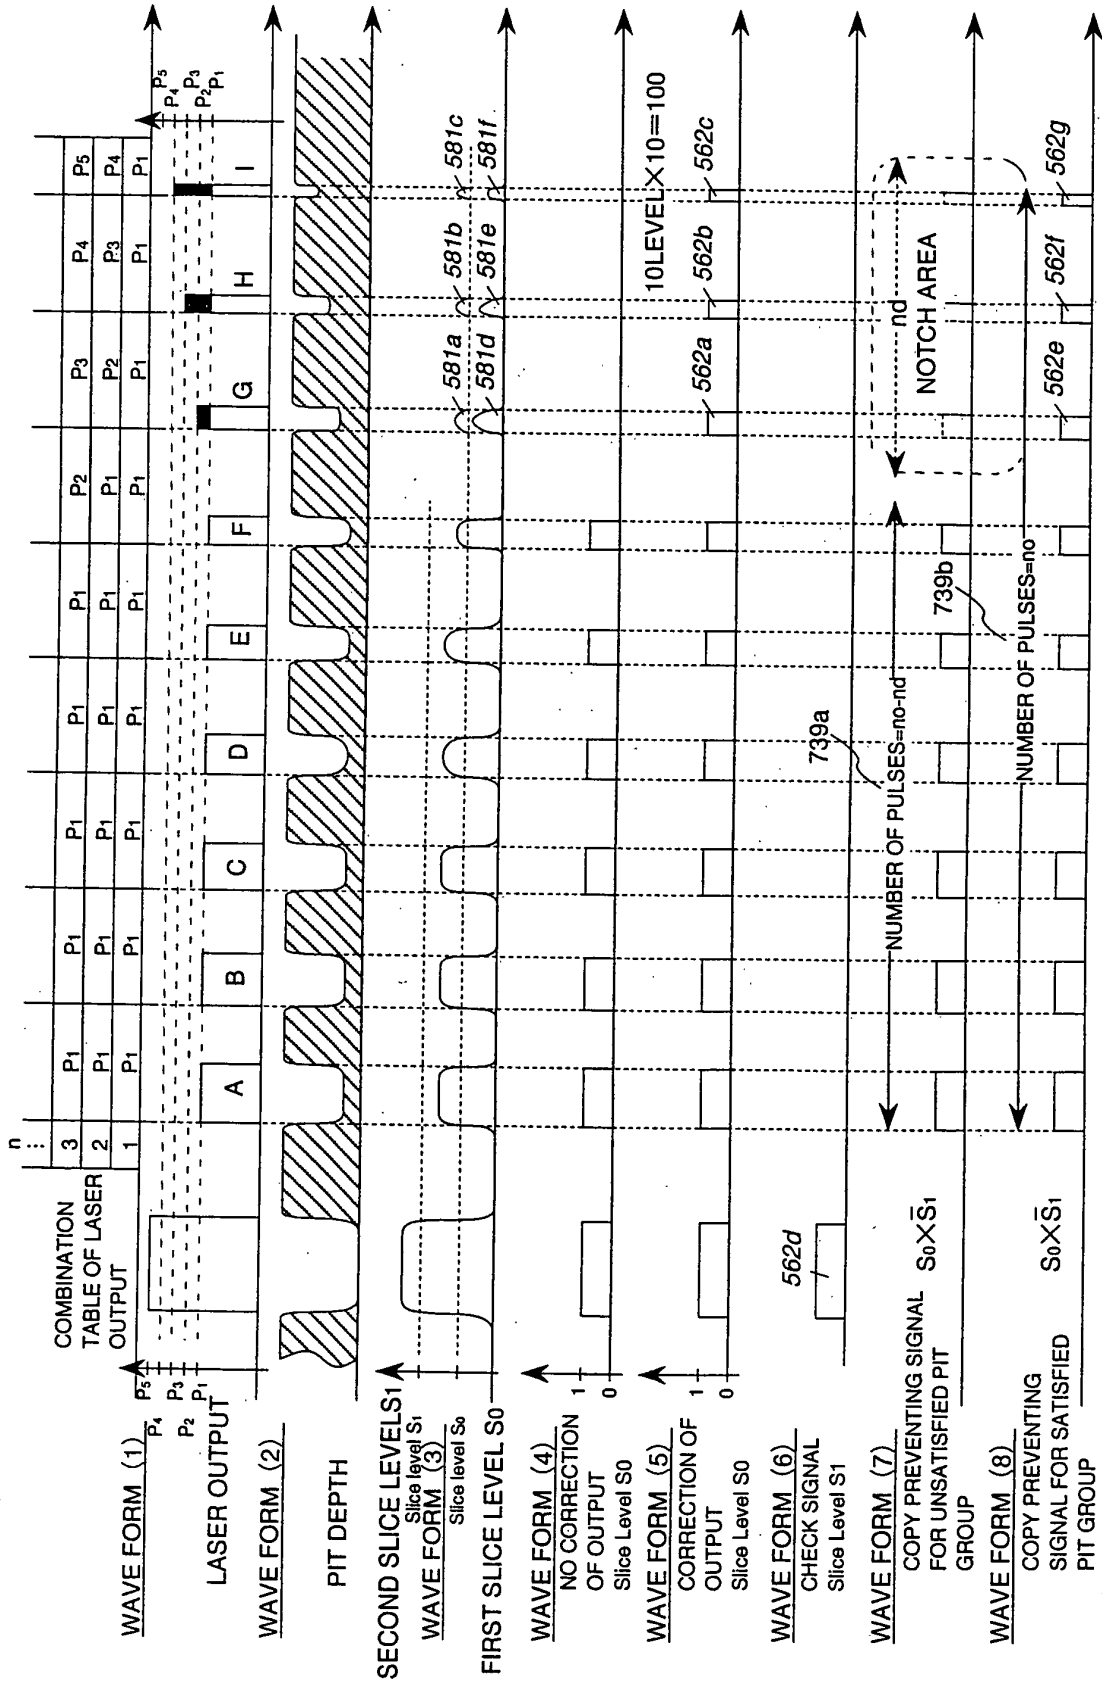 COMBINATION
TABLE OF LASER
OUTPUT
n
⋮
3 P1 P1 P1 P1 P1 P2 P3 P4 P5
2 P1 P1 P1 P1 P1 P1 P2 P3 P4
1 P1 P1 P1 P1 P1 P1 P1 P1 P1
WAVE FORM (1)
P5
P4
P3
P2
P1
LASER OUTPUT
A B C D E F G H I
P5
P4
P3
P2
P1
WAVE FORM (2)
PIT DEPTH
SECOND SLICE LEVELS1
Slice level S1
WAVE FORM (3)
Slice level S0
FIRST SLICE LEVEL S0
581a 581b 581c
581d 581e 581f
WAVE FORM (4)
NO CORRECTION
OF OUTPUT
Slice Level S0
1
0
10LEVEL×10=100
WAVE FORM (5)
CORRECTION OF
OUTPUT
Slice Level S0
1
0
562a 562b 562c
WAVE FORM (6)
CHECK SIGNAL
Slice Level S1
562d
739a
WAVE FORM (7)
COPY PREVENTING SIGNAL
FOR UNSATISFIED PIT
GROUP
S0×S̄1
NUMBER OF PULSES=no-nd
nd
NOTCH AREA
739b
WAVE FORM (8)
COPY PREVENTING
SIGNAL FOR SATISFIED
PIT GROUP
S0×S̄1
NUMBER OF PULSES=no
562e 562f 562g